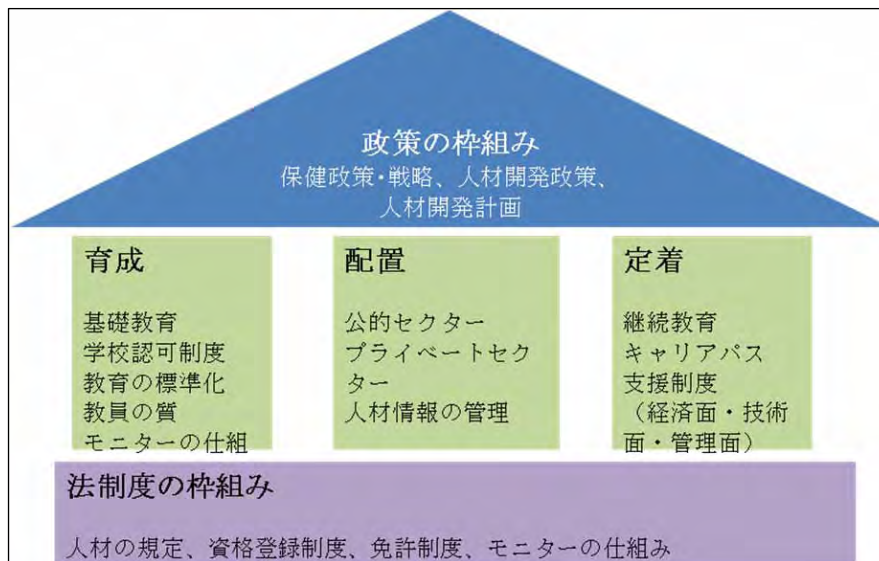 政策の枠組み
保健政策・戦略、人材開発政策、
人材開発計画
育成
基礎教育
学校認可制度
教育の標準化
教員の質
モニターの仕組
配置
公的セクター
プライベートセク
ター
人材情報の管理
定着
継続教育
キャリアパス
支援制度
（経済面・技術
面・管理面）
法制度の枠組み
人材の規定、資格登録制度、免許制度、モニターの仕組み